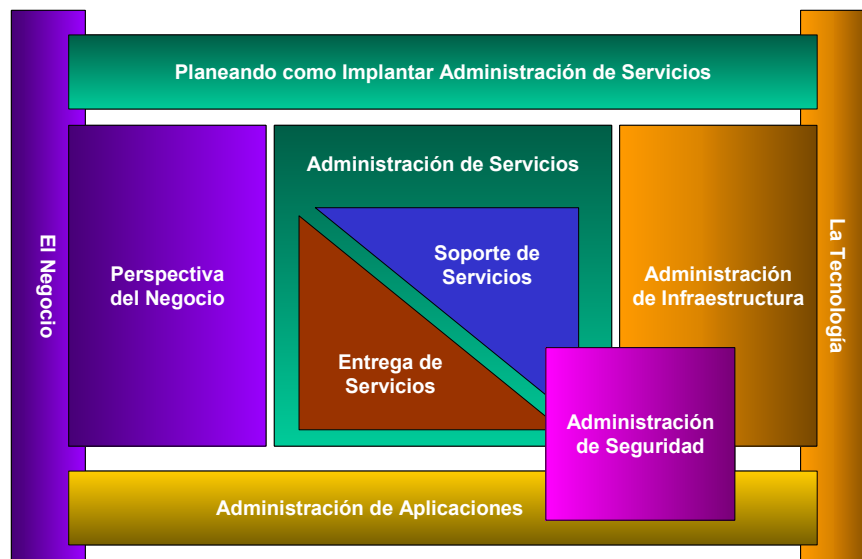 Planeando como Implantar Administración de Servicios
El Negocio
Perspectiva
del Negocio
Administración de Servicios
Soporte de
Servicios
Entrega de
Servicios
Administración
de Infraestructura
La Tecnología
Administración
de Seguridad
Administración de Aplicaciones